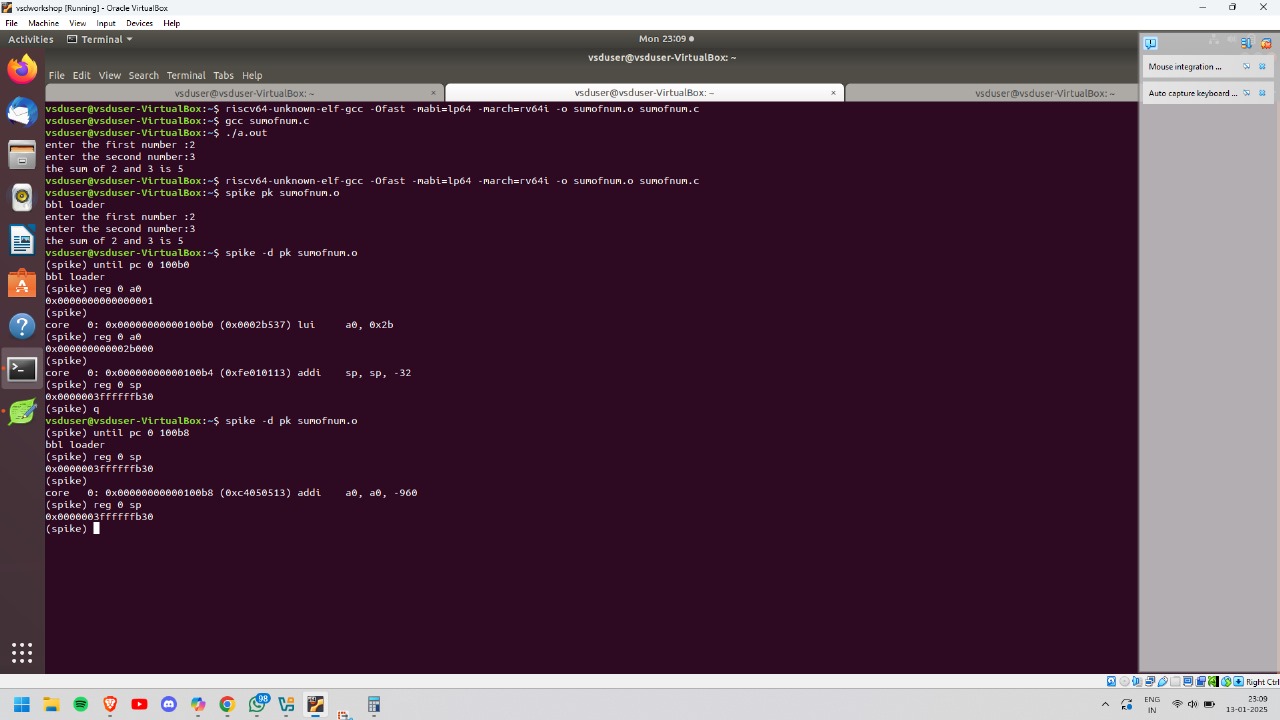 vsdworkshop [Running] - Oracle VirtualBox
File Machine View Input Devices Help
Activities Terminal Mon 23:09
vsduser@vsduser-VirtualBox: ~
File Edit View Search Terminal Tabs Help
vsduser@vsduser-VirtualBox: ~ × vsduser@vsduser-VirtualBox: ~ × vsduser@vsduser-VirtualBox: ~
vsduser@vsduser-VirtualBox:~$ riscv64-unknown-elf-gcc -Ofast -mabi=lp64 -march=rv64i -o sumofnum.o sumofnum.c
vsduser@vsduser-VirtualBox:~$ gcc sumofnum.c
vsduser@vsduser-VirtualBox:~$ ./a.out
enter the first number :2
enter the second number:3
the sum of 2 and 3 is 5
vsduser@vsduser-VirtualBox:~$ riscv64-unknown-elf-gcc -Ofast -mabi=lp64 -march=rv64i -o sumofnum.o sumofnum.c
vsduser@vsduser-VirtualBox:~$ spike pk sumofnum.o
bbl loader
enter the first number :2
enter the second number:3
the sum of 2 and 3 is 5
vsduser@vsduser-VirtualBox:~$ spike -d pk sumofnum.o
(spike) until pc 0 100b0
bbl loader
(spike) reg 0 a0
0x0000000000000001
(spike)
core   0: 0x00000000000100b0 (0x0002b537) lui     a0, 0x2b
(spike) reg 0 a0
0x000000000002b000
(spike)
core   0: 0x00000000000100b4 (0xfe010113) addi    sp, sp, -32
(spike) reg 0 sp
0x0000003ffffffb30
(spike) q
vsduser@vsduser-VirtualBox:~$ spike -d pk sumofnum.o
(spike) until pc 0 100b8
bbl loader
(spike) reg 0 sp
0x0000003ffffffb30
(spike)
core   0: 0x00000000000100b8 (0xc4050513) addi    a0, a0, -960
(spike) reg 0 sp
0x0000003ffffffb30
(spike)
Mouse integration ...
Auto capture keyboard ...
Right Ctrl
98
ENG
IN
23:09
13-01-2025